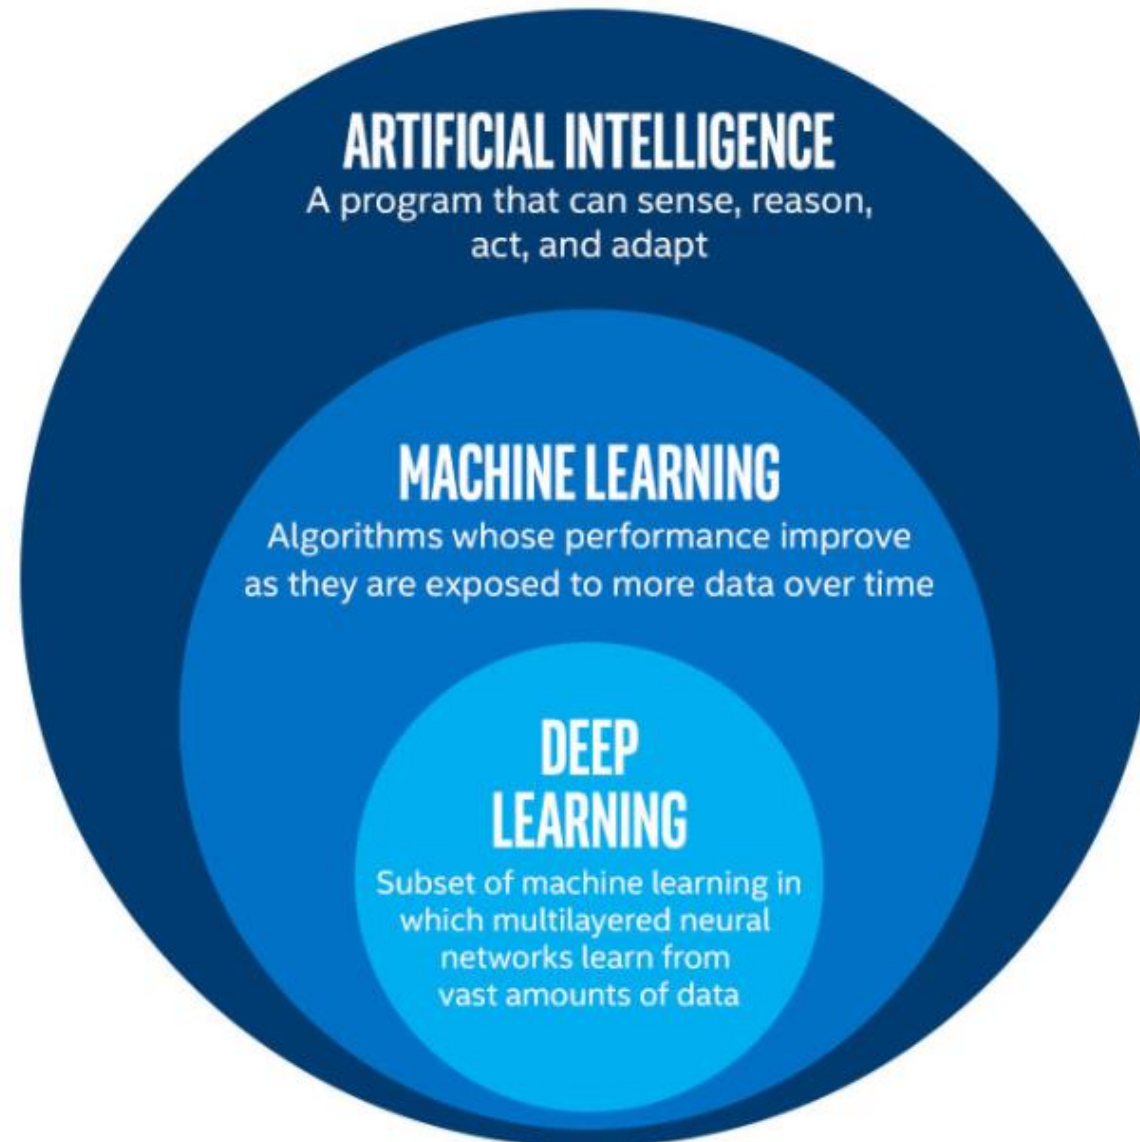 ARTIFICIAL INTELLIGENCE
A program that can sense, reason,
act, and adapt
MACHINE LEARNING
Algorithms whose performance improve
as they are exposed to more data over time
DEEP
LEARNING
Subset of machine learning in
which multilayered neural
networks learn from
vast amounts of data